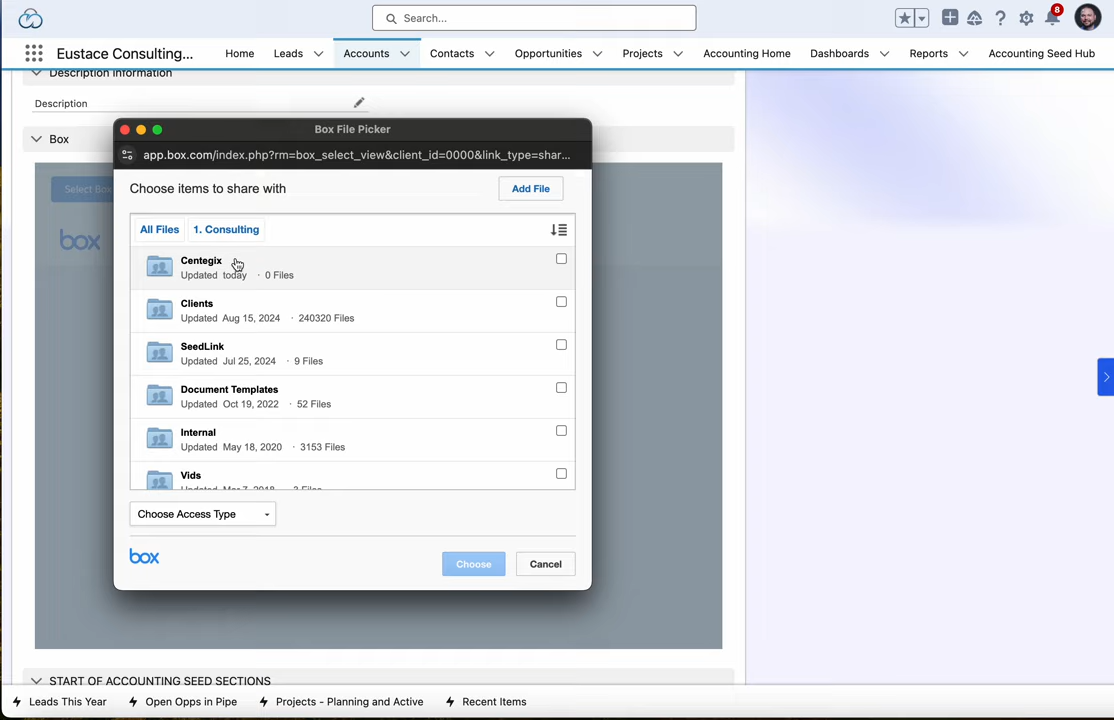 Search...
8
Eustace Consulting...
Home
Leads
Accounts
Contacts
Opportunities
Projects
Accounting Home
Dashboards
Reports
Accounting Seed Hub
Description Information
Description
Box
Select Box
box
Box File Picker
app.box.com/index.php?rm=box_select_view&client_id=0000&link_type=shar...
Choose items to share with
Add File
All Files
1. Consulting
Centegix
Updated today · 0 Files
Clients
Updated Aug 15, 2024 · 240320 Files
SeedLink
Updated Jul 25, 2024 · 9 Files
Document Templates
Updated Oct 19, 2022 · 52 Files
Internal
Updated May 18, 2020 · 3153 Files
Vids
Updated Mar 7, 2018 · 3 Files
Choose Access Type
box
Choose
Cancel
START OF ACCOUNTING SEED SECTIONS
Leads This Year
Open Opps in Pipe
Projects - Planning and Active
Recent Items